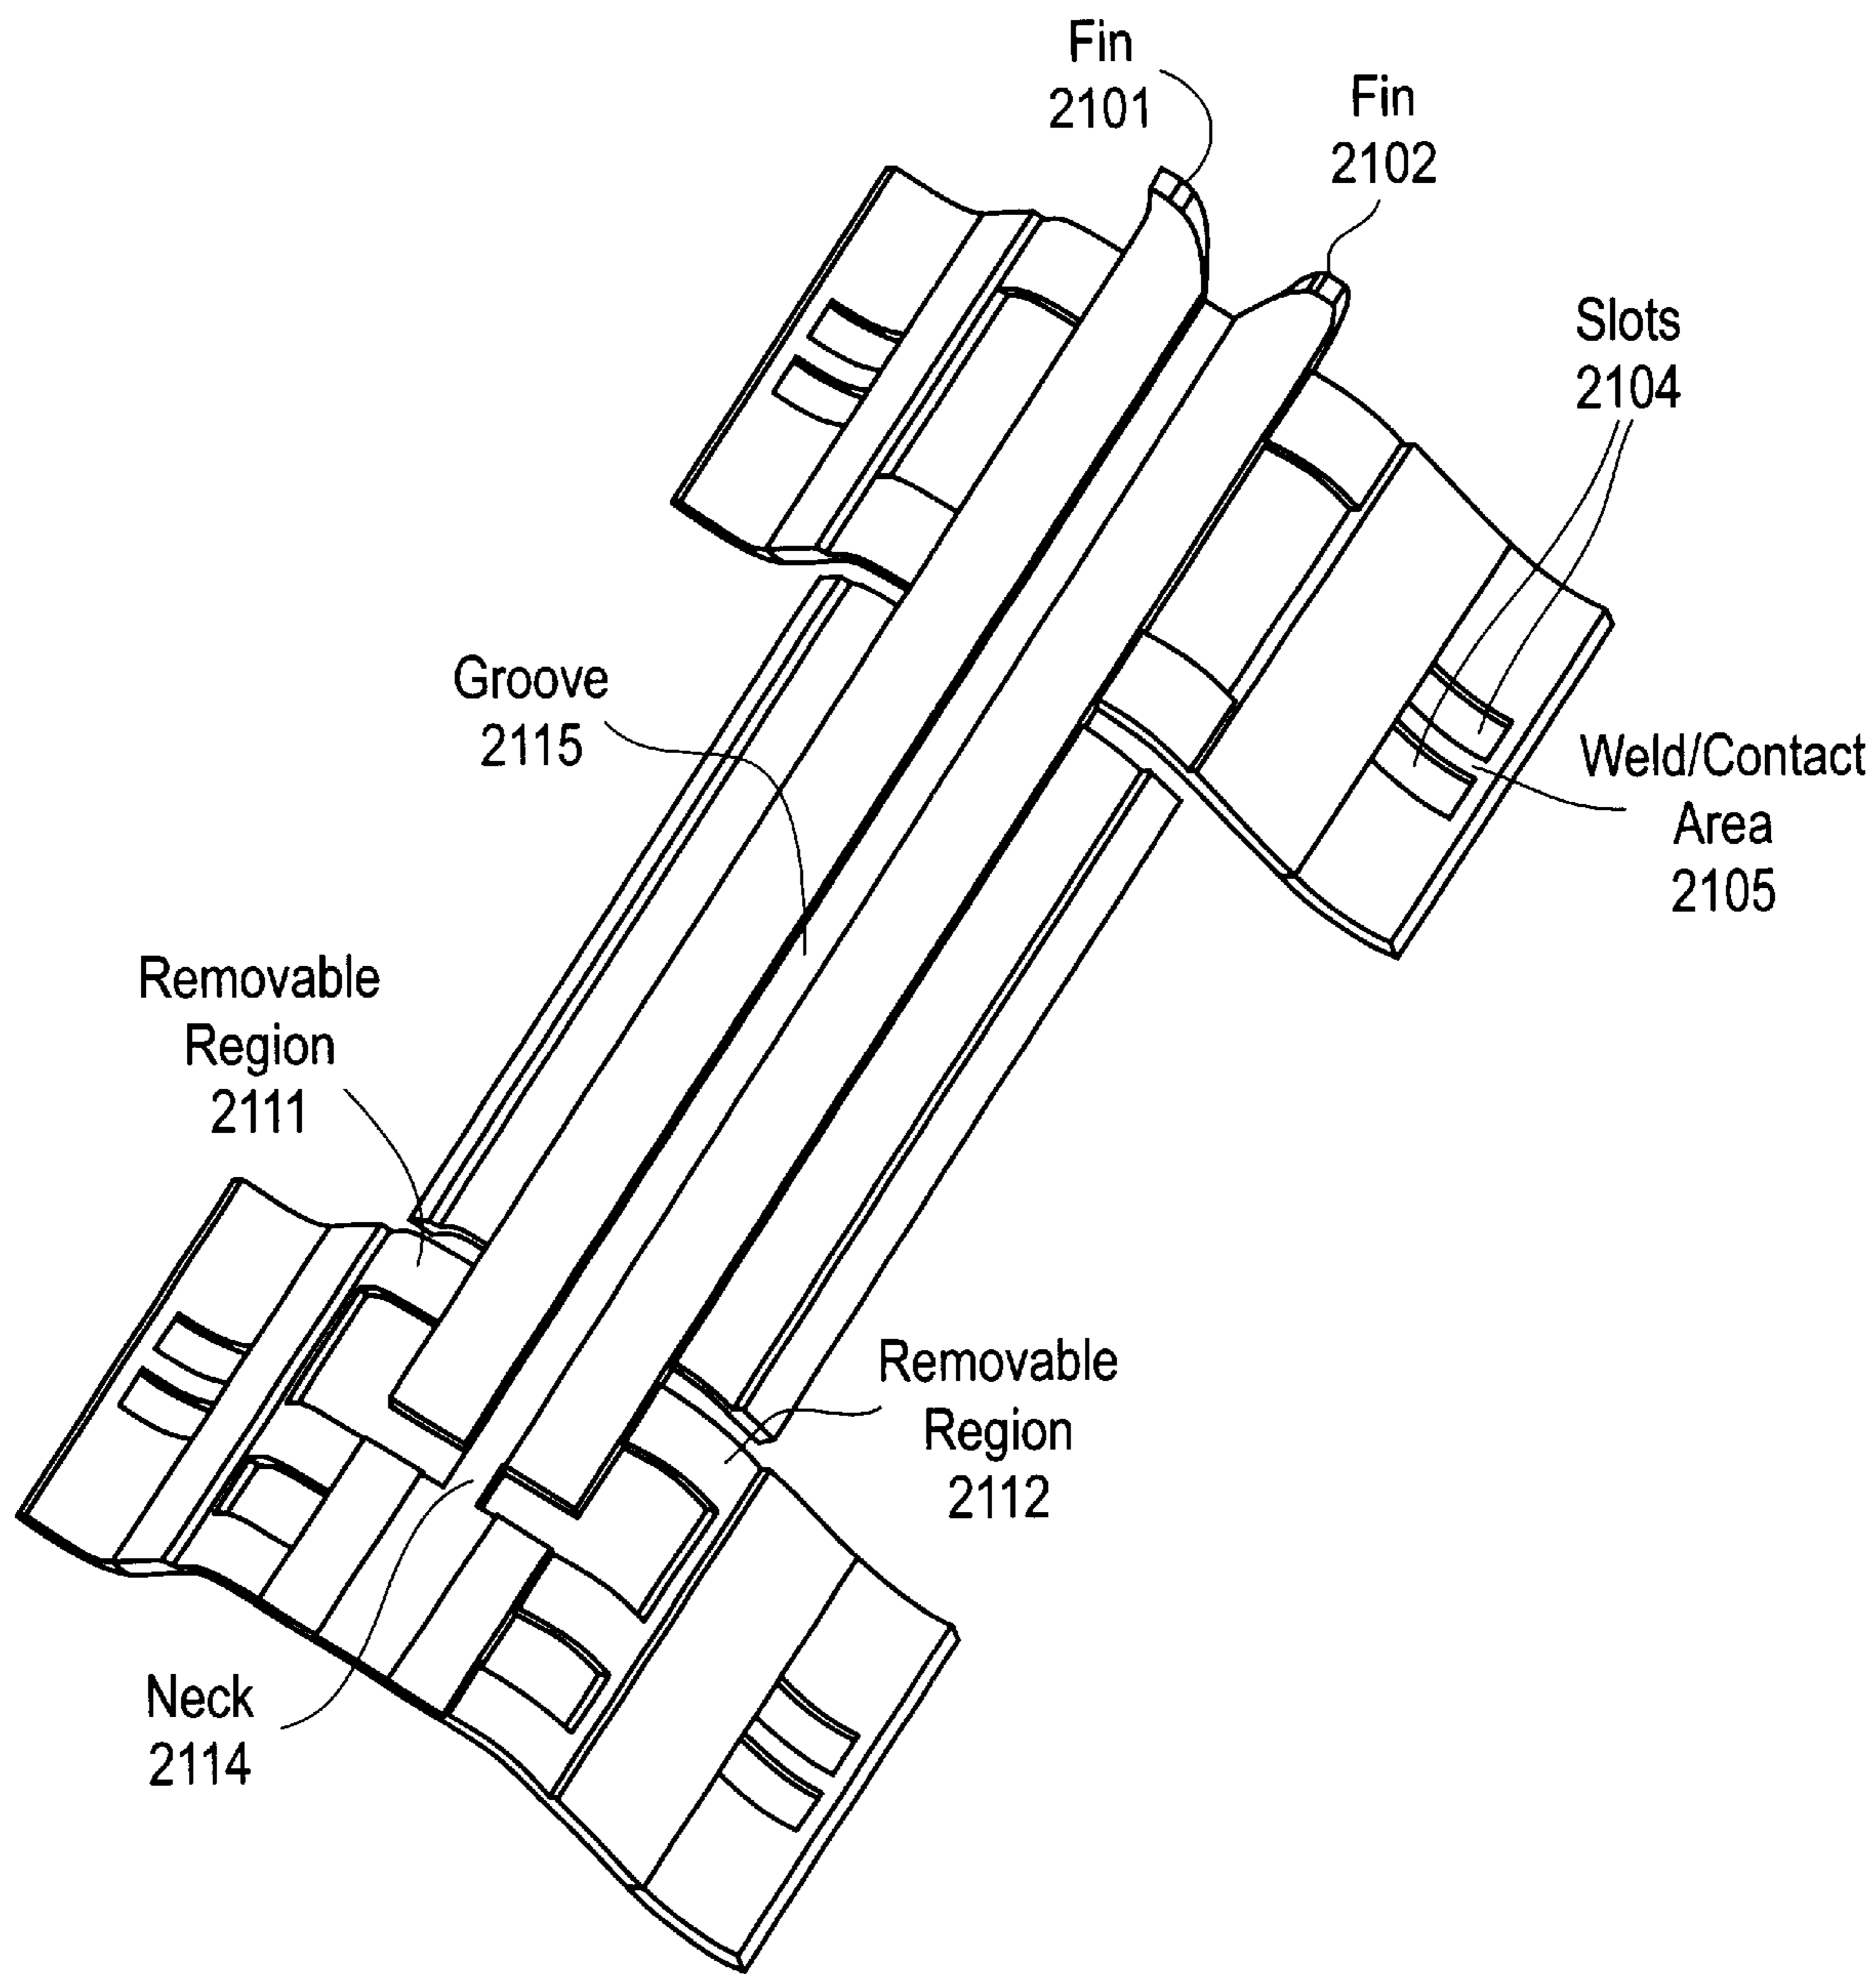 Fin
2101
Fin
2102
Slots
2104
Groove
2115
Weld/Contact
Area
2105
Removable
Region
2111
Removable
Region
2112
Neck
2114